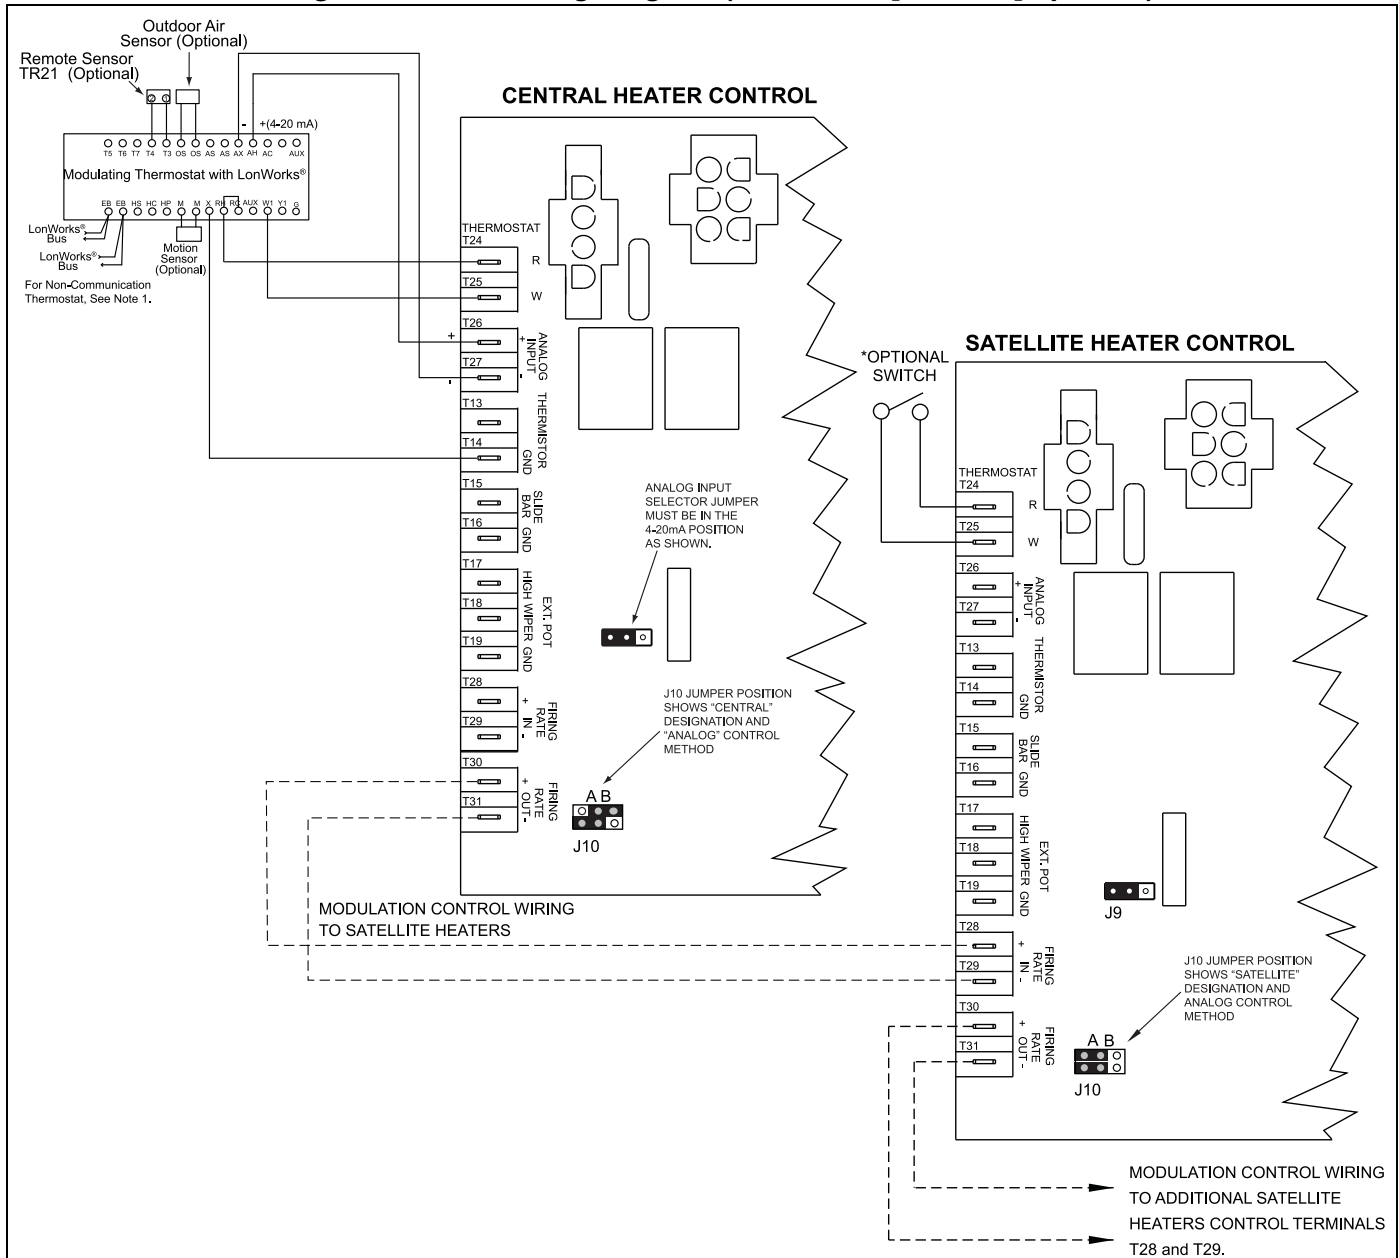 Outdoor Air
Sensor (Optional)
Remote Sensor
TR21 (Optional)
2 1
- +(4-20 mA)
T5 T6 T7 T4 T3 OS OS AS AS AX AH AC AUX
Modulating Thermostat with LonWorks®
EB EB HS HC HP M M X RH RC AUX W1 Y1 G
LonWorks®
Bus
LonWorks®
Bus
Motion
Sensor
(Optional)
For Non-Communication
Thermostat, See Note 1.
CENTRAL HEATER CONTROL
THERMOSTAT
T24
R
T25
W
T26
+
+
ANALOG
INPUT
T27
-
-
T13
THERMISTOR
T14
GND
T15
SLIDE
BAR
T16
GND
T17
HIGH
EXT. POT
T18
WIPER
T19
GND
T28
+
FIRING
RATE
IN
T29
-
T30
+
FIRING
RATE
OUT
T31
-
ANALOG INPUT
SELECTOR JUMPER
MUST BE IN THE
4-20mA POSITION
AS SHOWN.
J10 JUMPER POSITION
SHOWS “CENTRAL”
DESIGNATION AND
“ANALOG” CONTROL
METHOD
A B
J10
MODULATION CONTROL WIRING
TO SATELLITE HEATERS
SATELLITE HEATER CONTROL
*OPTIONAL
SWITCH
THERMOSTAT
T24
R
T25
W
T26
+
ANALOG
INPUT
T27
-
T13
THERMISTOR
T14
GND
T15
SLIDE
BAR
T16
GND
T17
HIGH
EXT. POT
T18
WIPER
T19
GND
T28
+
FIRING
RATE
IN
T29
-
T30
+
FIRING
RATE
OUT
T31
-
J9
J10 JUMPER POSITION
SHOWS “SATELLITE”
DESIGNATION AND
ANALOG CONTROL
METHOD
A B
J10
MODULATION CONTROL WIRING
TO ADDITIONAL SATELLITE
HEATERS CONTROL TERMINALS
T28 and T29.